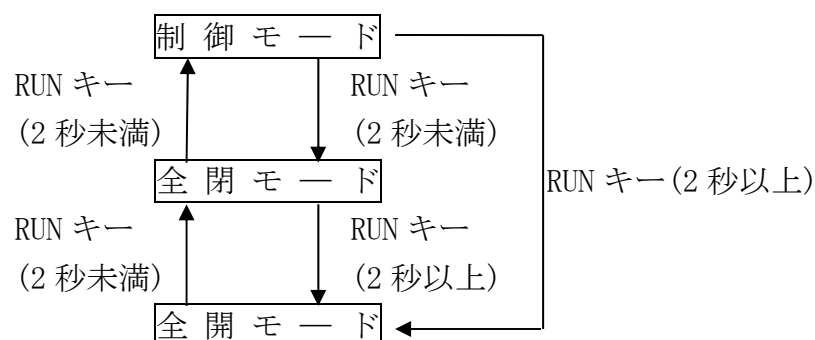 制御モード
RUN キー
(2 秒未満)
RUN キー
(2 秒未満)
全閉モード
RUN キー(2 秒以上)
RUN キー
(2 秒未満)
RUN キー
(2 秒以上)
全開モード